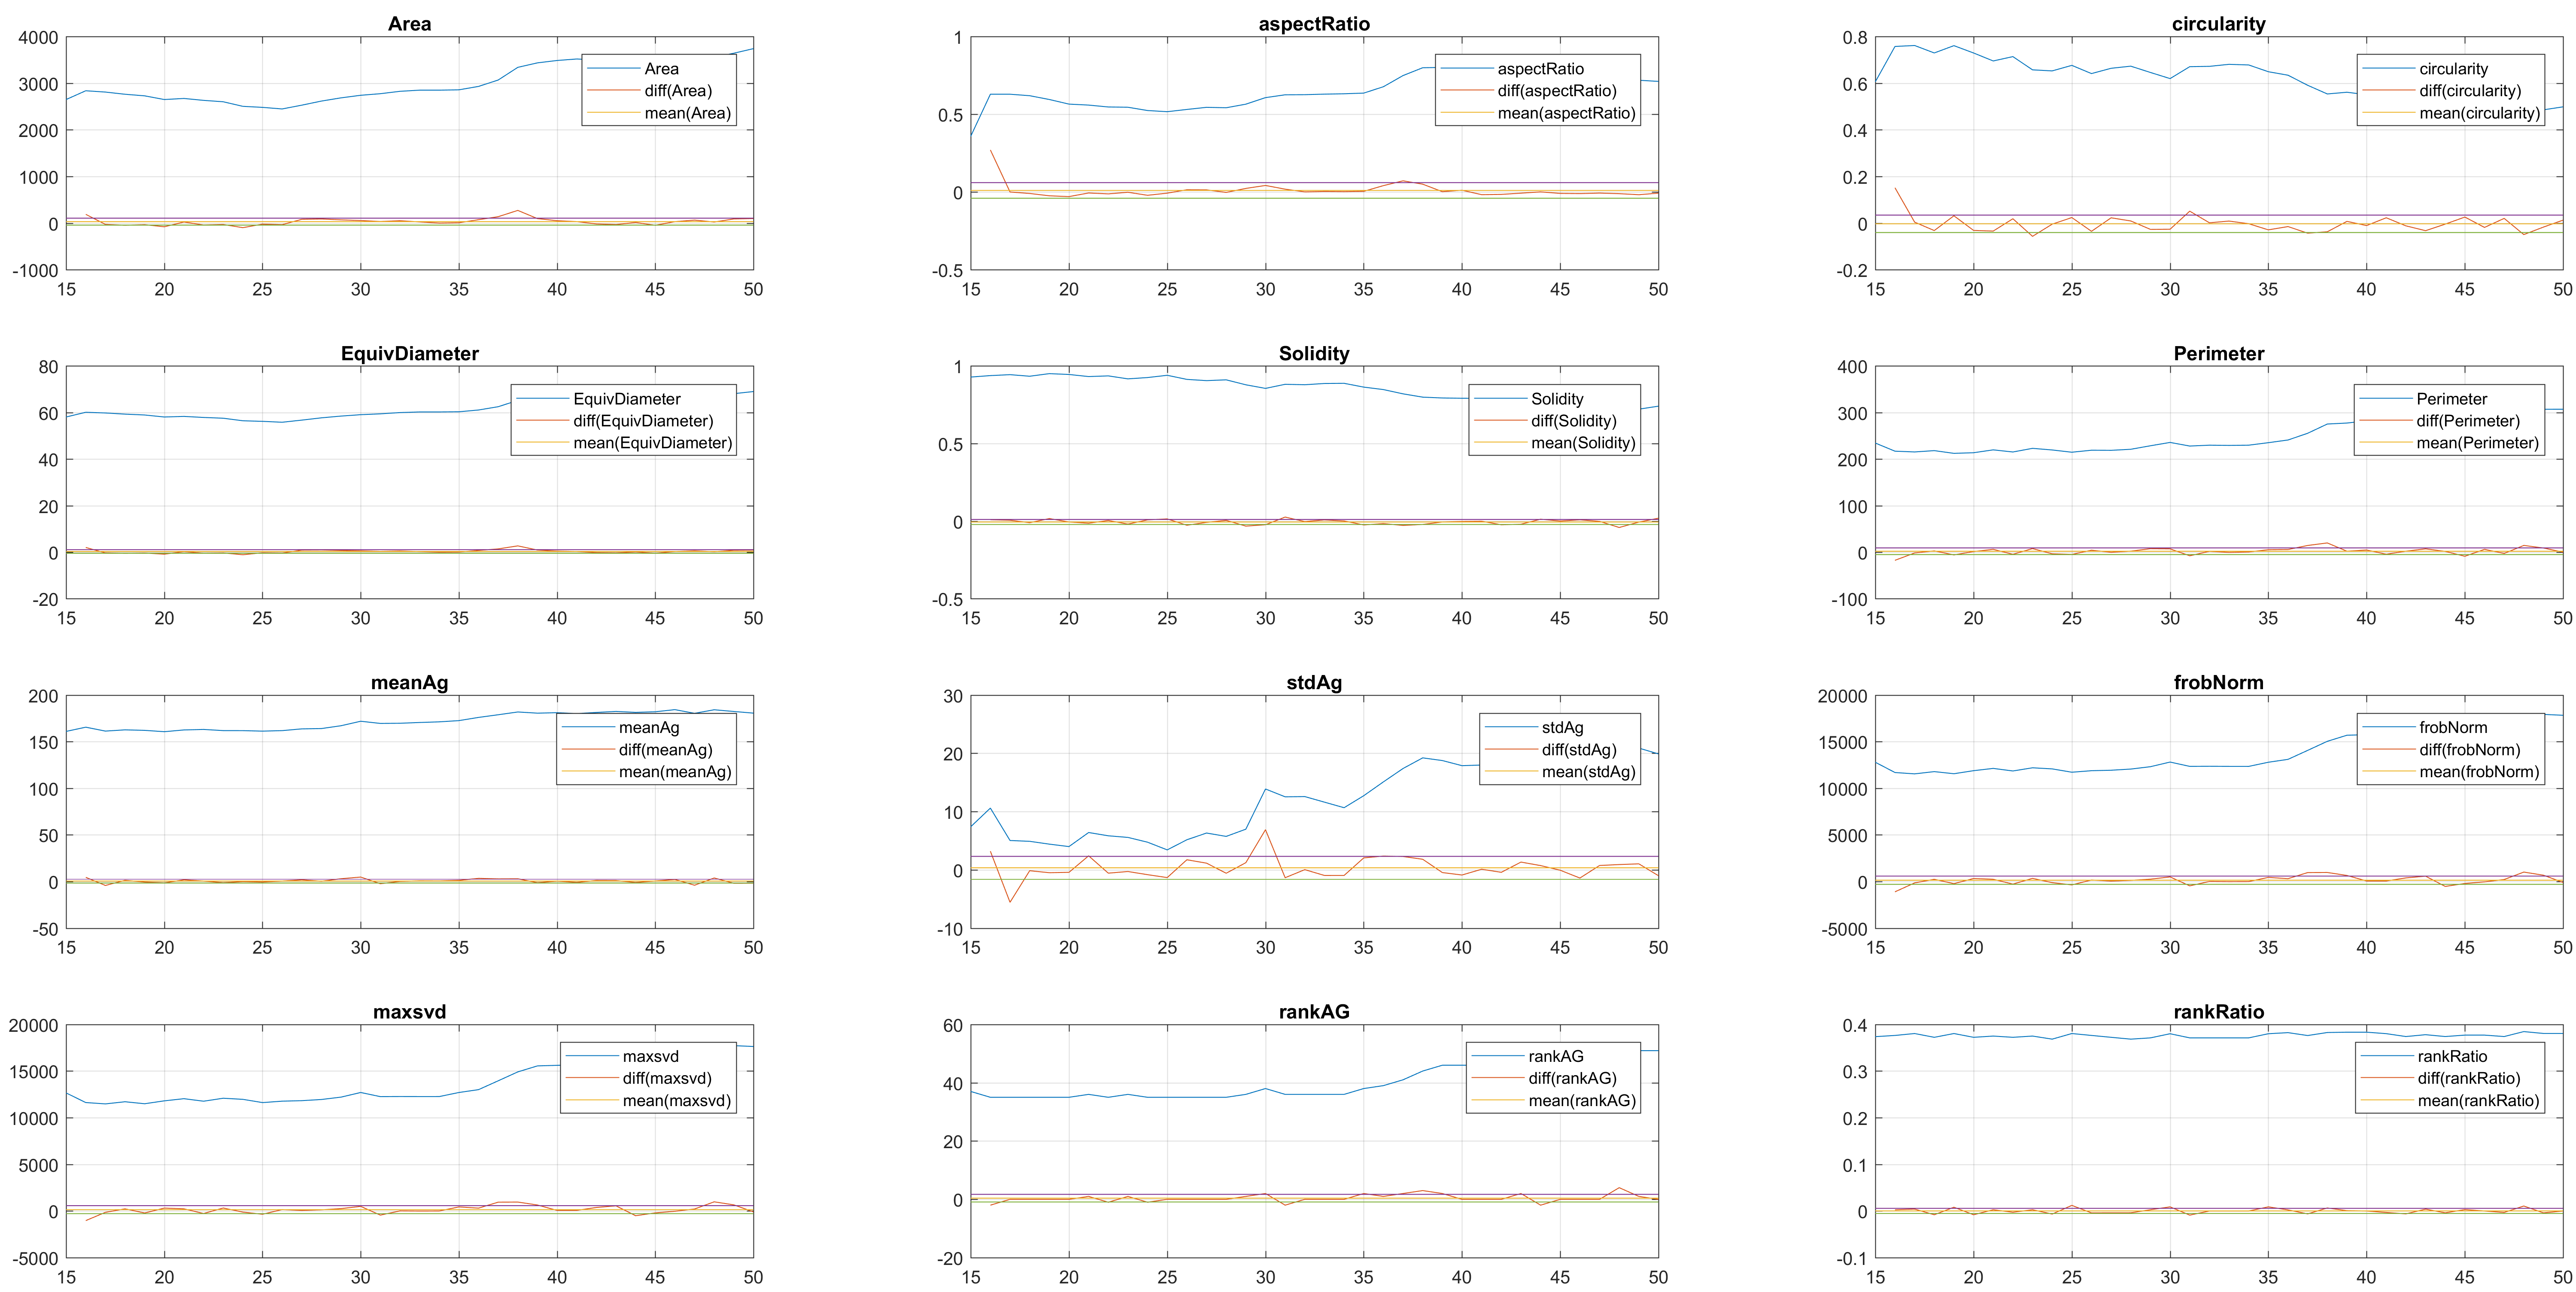 Area
4000
3000
2000
1000
0
-1000
15 20 25 30 35 40 45 50
Area
diff(Area)
mean(Area)
aspectRatio
1
0.5
0
-0.5
15 20 25 30 35 40 45 50
aspectRatio
diff(aspectRatio)
mean(aspectRatio)
circularity
0.8
0.6
0.4
0.2
0
-0.2
15 20 25 30 35 40 45 50
circularity
diff(circularity)
mean(circularity)
EquivDiameter
80
60
40
20
0
-20
15 20 25 30 35 40 45 50
EquivDiameter
diff(EquivDiameter)
mean(EquivDiameter)
Solidity
1
0.5
0
-0.5
15 20 25 30 35 40 45 50
Solidity
diff(Solidity)
mean(Solidity)
Perimeter
400
300
200
100
0
-100
15 20 25 30 35 40 45 50
Perimeter
diff(Perimeter)
mean(Perimeter)
meanAg
200
150
100
50
0
-50
15 20 25 30 35 40 45 50
meanAg
diff(meanAg)
mean(meanAg)
stdAg
30
20
10
0
-10
15 20 25 30 35 40 45 50
stdAg
diff(stdAg)
mean(stdAg)
frobNorm
20000
15000
10000
5000
0
-5000
15 20 25 30 35 40 45 50
frobNorm
diff(frobNorm)
mean(frobNorm)
maxsvd
20000
15000
10000
5000
0
-5000
15 20 25 30 35 40 45 50
maxsvd
diff(maxsvd)
mean(maxsvd)
rankAG
60
40
20
0
-20
15 20 25 30 35 40 45 50
rankAG
diff(rankAG)
mean(rankAG)
rankRatio
0.4
0.3
0.2
0.1
0
-0.1
15 20 25 30 35 40 45 50
rankRatio
diff(rankRatio)
mean(rankRatio)